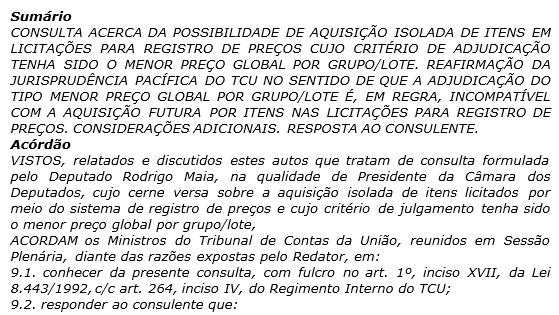 Sumário
CONSULTA ACERCA DA POSSIBILIDADE DE AQUISIÇÃO ISOLADA DE ITENS EM
LICITAÇÕES PARA REGISTRO DE PREÇOS CUJO CRITÉRIO DE ADJUDICAÇÃO
TENHA SIDO O MENOR PREÇO GLOBAL POR GRUPO/LOTE. REAFIRMAÇÃO DA
JURISPRUDÊNCIA PACÍFICA DO TCU NO SENTIDO DE QUE A ADJUDICAÇÃO DO
TIPO MENOR PREÇO GLOBAL POR GRUPO/LOTE É, EM REGRA, INCOMPATÍVEL
COM A AQUISIÇÃO FUTURA POR ITENS NAS LICITAÇÕES PARA REGISTRO DE
PREÇOS. CONSIDERAÇÕES ADICIONAIS. RESPOSTA AO CONSULENTE.
Acórdão
VISTOS, relatados e discutidos estes autos que tratam de consulta formulada
pelo Deputado Rodrigo Maia, na qualidade de Presidente da Câmara dos
Deputados, cujo cerne versa sobre a aquisição isolada de itens licitados por
meio do sistema de registro de preços e cujo critério de julgamento tenha sido
o menor preço global por grupo/lote,
ACORDAM os Ministros do Tribunal de Contas da União, reunidos em Sessão
Plenária, diante das razões expostas pelo Redator, em:
9.1. conhecer da presente consulta, com fulcro no art. 1º, inciso XVII, da Lei
8.443/1992, c/c art. 264, inciso IV, do Regimento Interno do TCU;
9.2. responder ao consulente que: